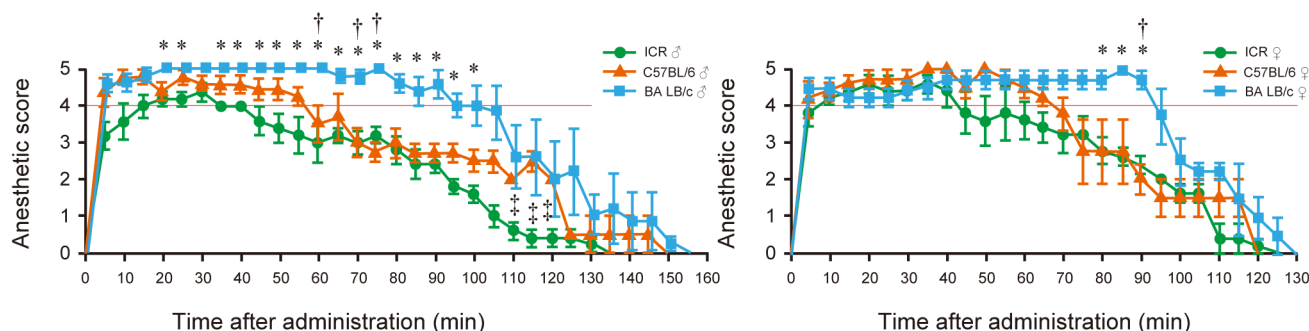 Anesthetic score
† † †
* * * * * * * * * * *
* * * * *
ICR ♂
C57BL/6 ♂
BA LB/c ♂
5
4
3
2
1
0
‡ ‡ ‡
0 10 20 30 40 50 60 70 80 90 100 110 120 130 140 150 160
Time after administration (min)
Anesthetic score
†
* * *
ICR ♀
C57BL/6 ♀
BA LB/c ♀
5
4
3
2
1
0
0 10 20 30 40 50 60 70 80 90 100 110 120 130
Time after administration (min)